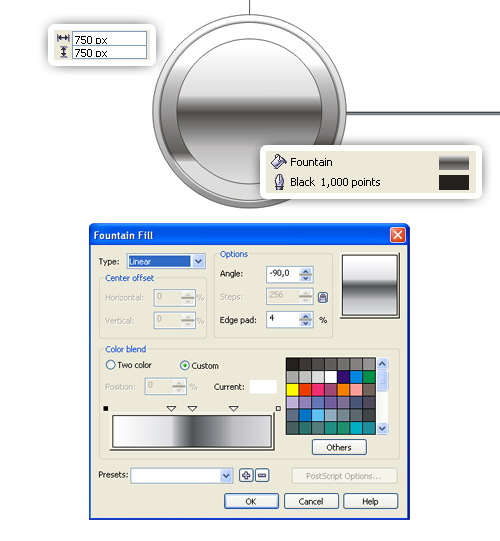 750 px
750 px
Fountain
Black 1,000 points
Fountain Fill
Type: Linear
Options
Angle: -90,0
Center offset
Horizontal: 0 %
Steps: 256
Vertical: 0 %
Edge pad: 4 %
Color blend
Two color Custom
Position: 0 % Current:
Others
Presets: PostScript Options...
OK Cancel Help